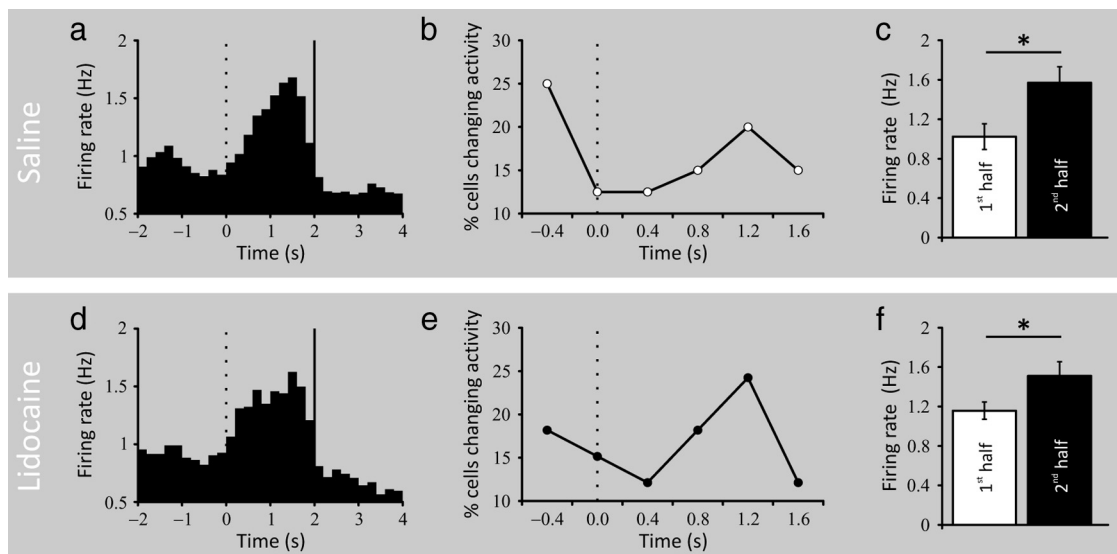 Saline
a
Firing rate (Hz)
2
1.5
1
0.5
−2 −1 0 1 2 3 4
Time (s)
b
% cells changing activity
30
25
20
15
10
−0.4 0.0 0.4 0.8 1.2 1.6
Time (s)
c
Firing rate (Hz)
2
1.6
1.2
0.8
0.4
0
*
1st half
2nd half
Lidocaine
d
Firing rate (Hz)
2
1.5
1
0.5
−2 −1 0 1 2 3 4
Time (s)
e
% cells changing activity
30
25
20
15
10
−0.4 0.0 0.4 0.8 1.2 1.6
Time (s)
f
Firing rate (Hz)
2
1.6
1.2
0.8
0.4
0
*
1st half
2nd half